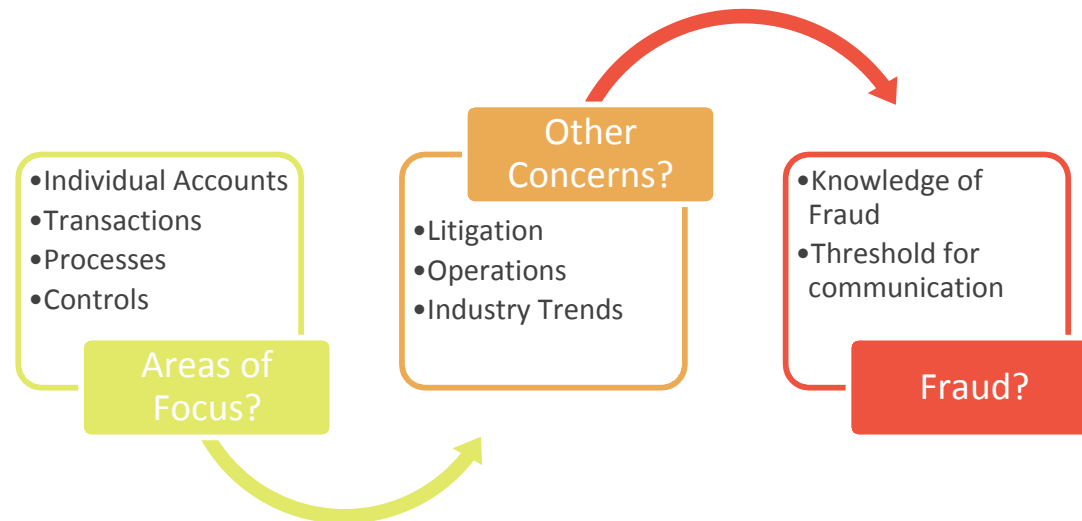 •Individual Accounts
•Transactions
•Processes
•Controls
Areas of
Focus?
Other
Concerns?
•Litigation
•Operations
•Industry Trends
•Knowledge of
Fraud
•Threshold for
communication
Fraud?